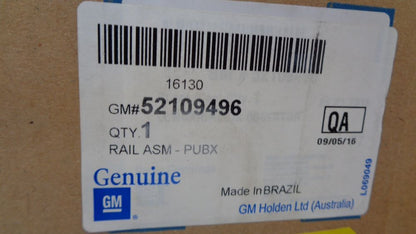 16130
GM# 52109496
QTY. 1
RAIL ASM - PUBX
QA
09/05/16
Genuine
GM
Made In BRAZIL
GM Holden Ltd (Australia)
L069049